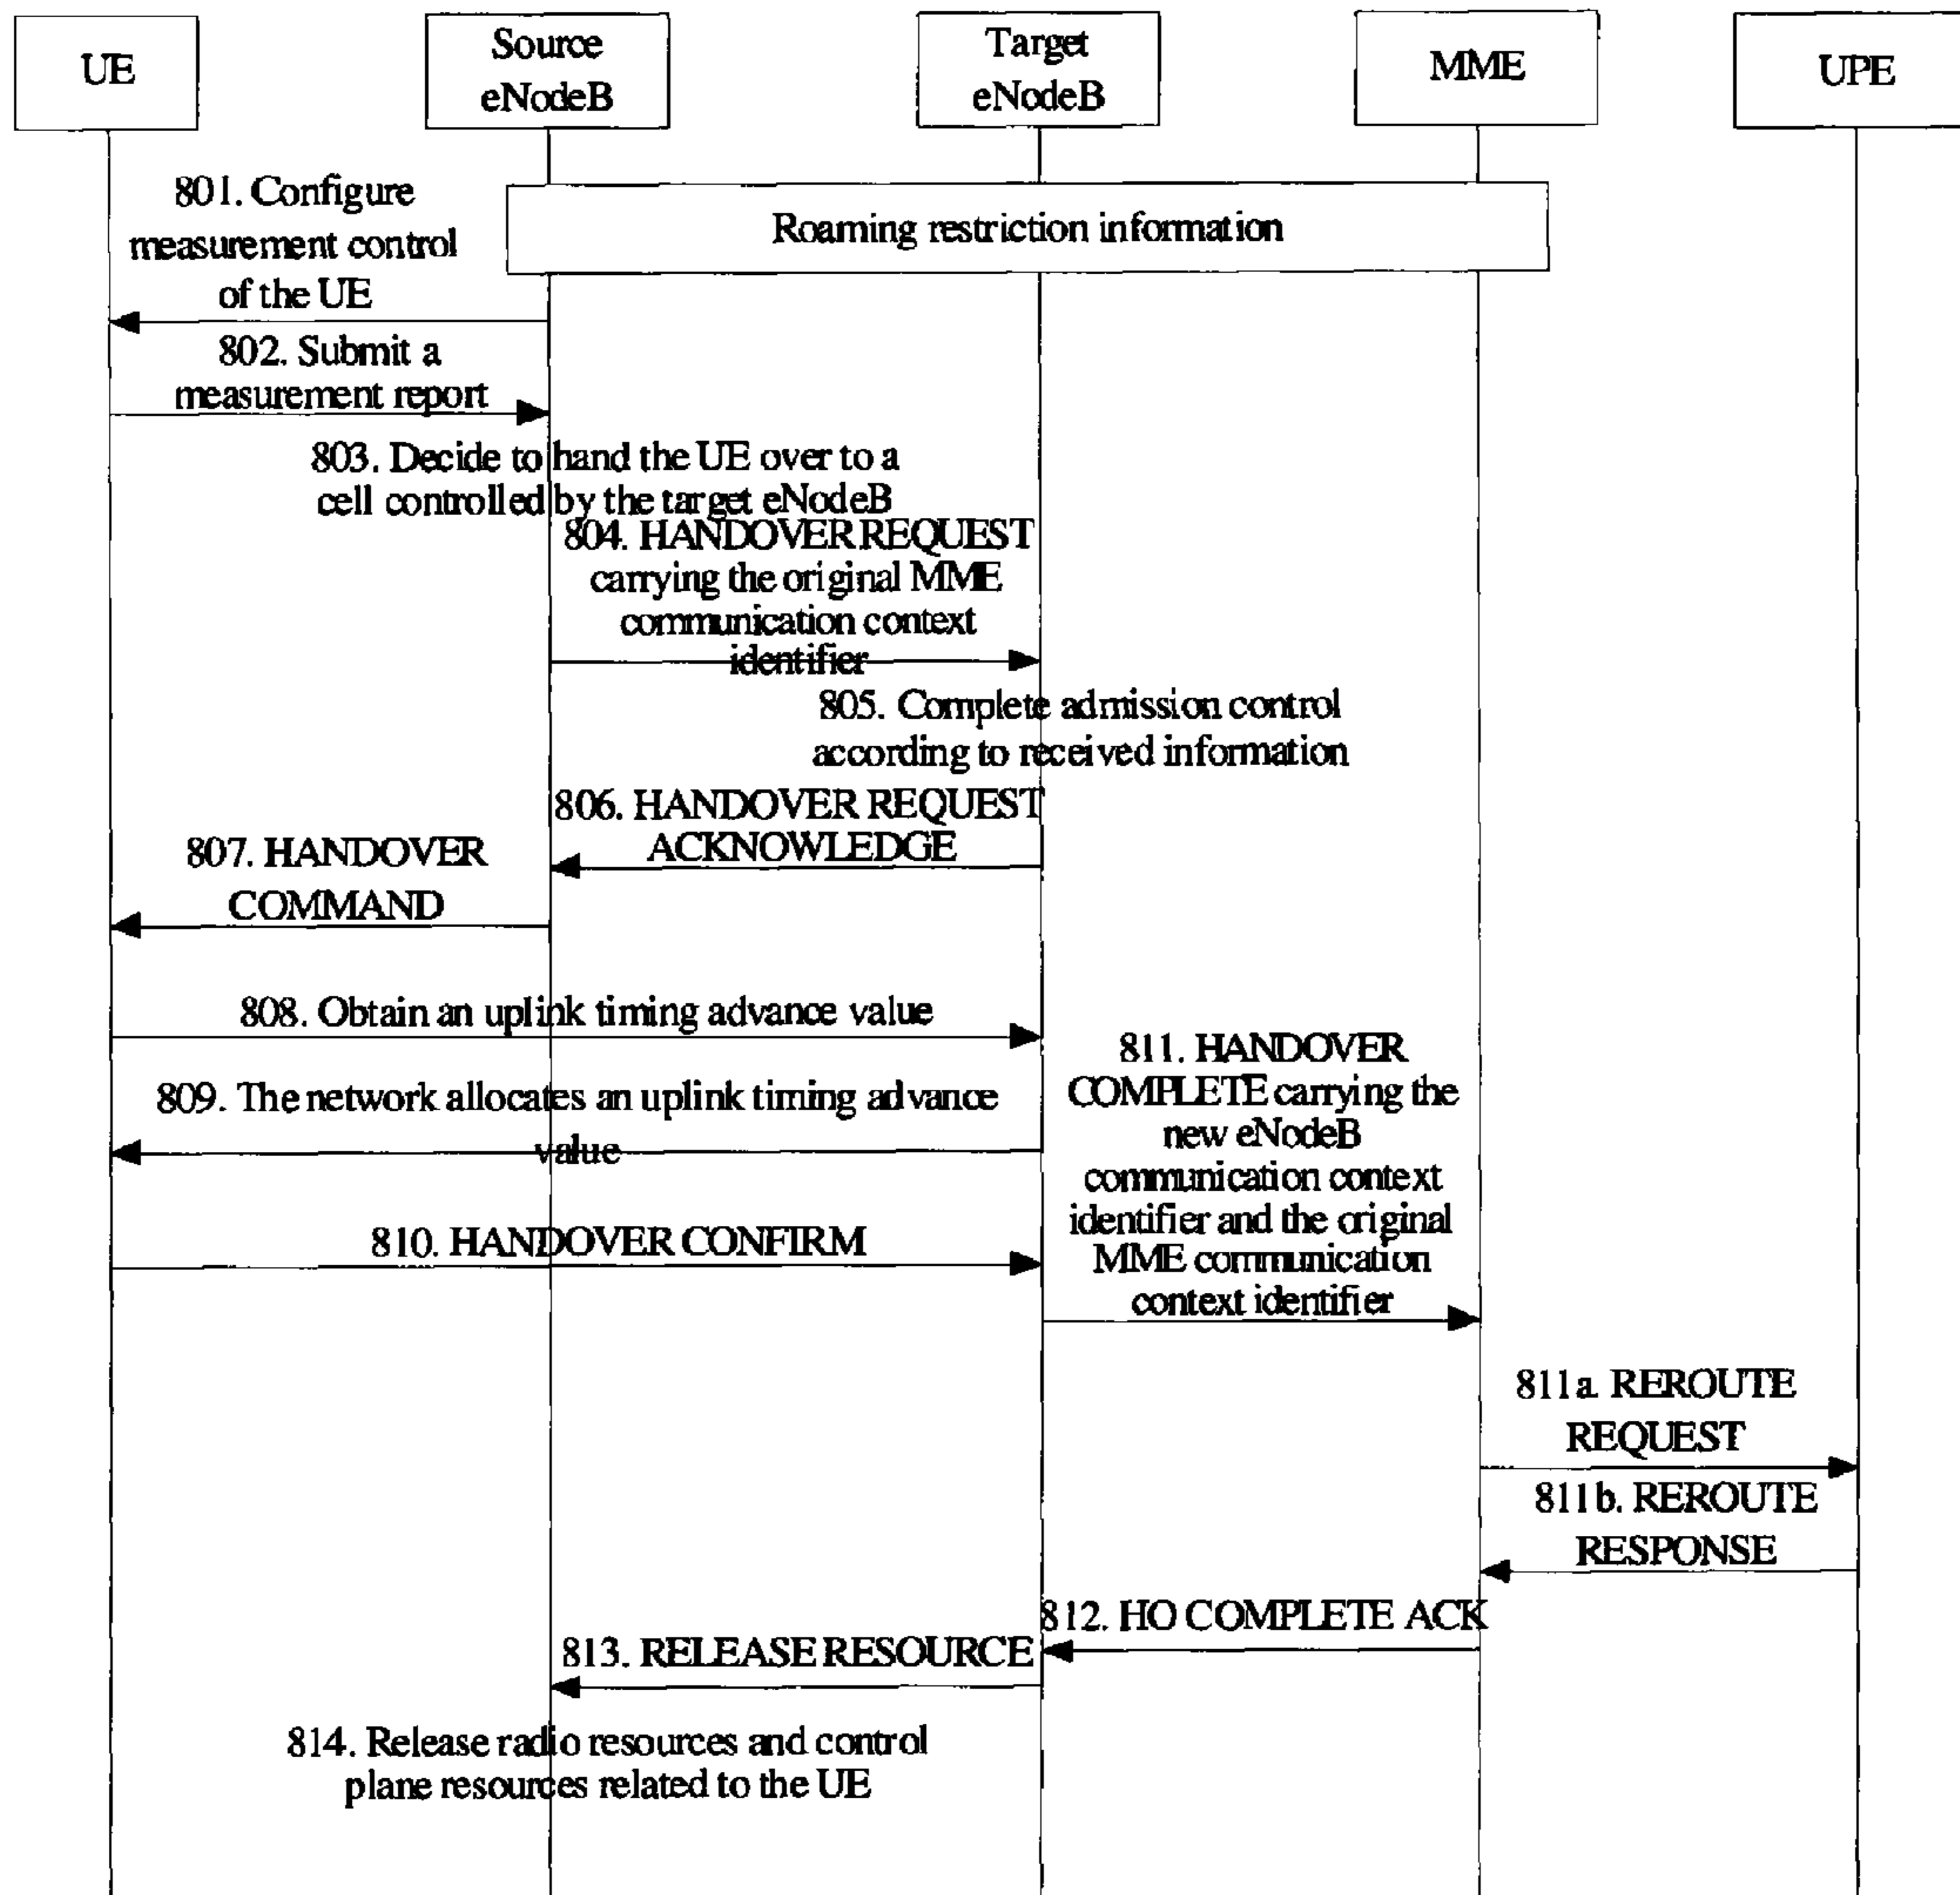 UE
Source
eNodeB
Target
eNodeB
MME
UPE
801. Configure
measurement control
of the UE
Roaming restriction information
802. Submit a
measurement report
803. Decide to hand the UE over to a
cell controlled by the target eNodeB
804. HANDOVER REQUEST
carrying the original MME
communication context
identifier
805. Complete admission control
according to received information
806. HANDOVER REQUEST
ACKNOWLEDGE
807. HANDOVER
COMMAND
808. Obtain an uplink timing advance value
809. The network allocates an uplink timing advance
value
810. HANDOVER CONFIRM
811. HANDOVER
COMPLETE carrying the
new eNodeB
communication context
identifier and the original
MME communication
context identifier
811a. REROUTE
REQUEST
811b. REROUTE
RESPONSE
812. HO COMPLETE ACK
813. RELEASE RESOURCE
814. Release radio resources and control
plane resources related to the UE